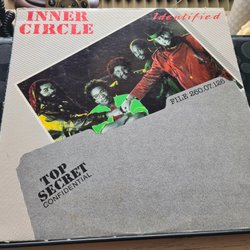 INNER
CIRCLE
Identified
FILE 260.07.126
TOP
SECRET
CONFIDENTIAL